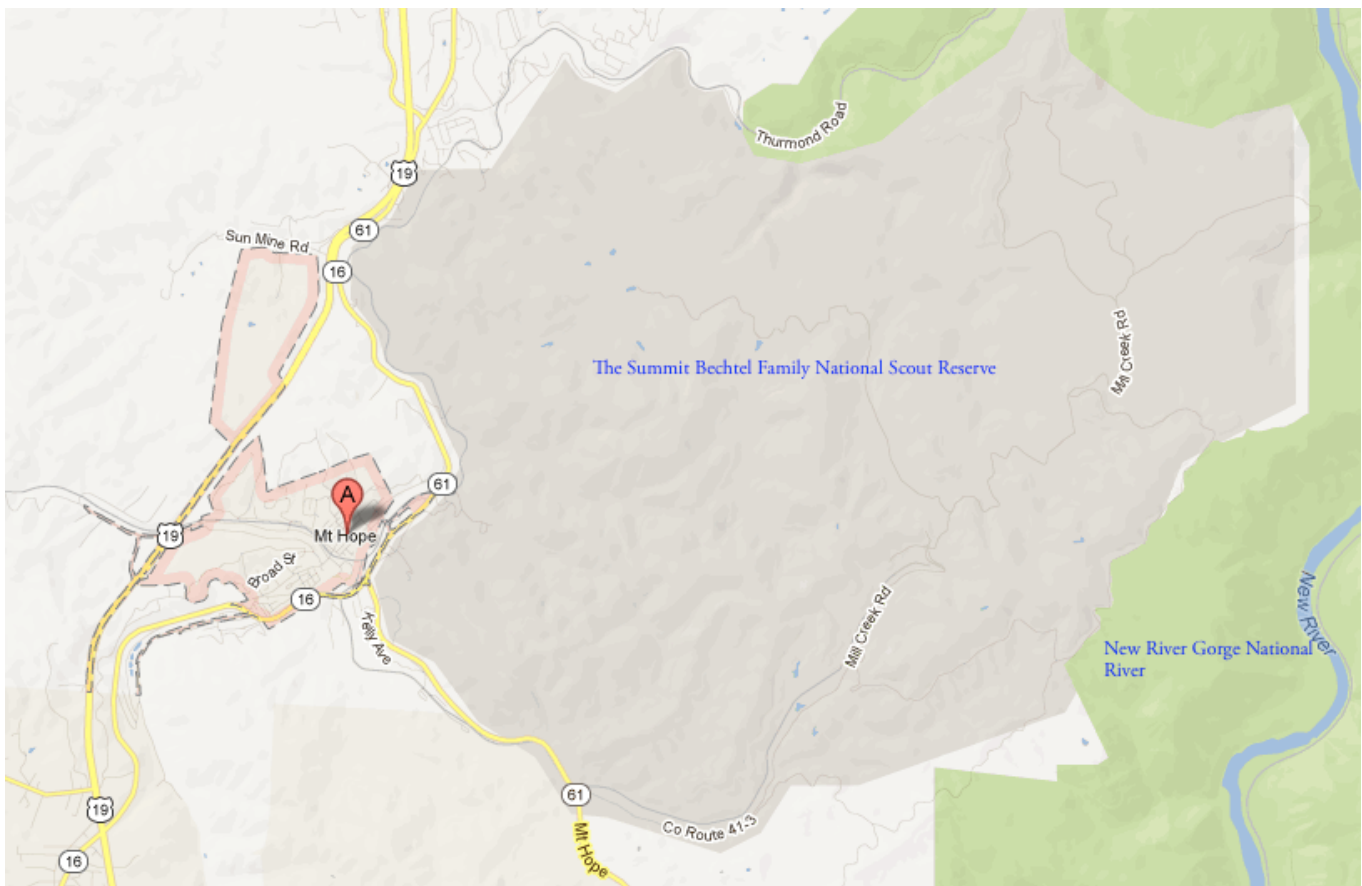 Thurmond Road
19
61
Sun Mine Rd
16
Mill Creek Rd
The Summit Bechtel Family National Scout Reserve
61
A
19
Mt Hope
Broad St
16
Kelly Ave
Mill Creek Rd
New River
New River Gorge National
River
61
19
Co Route 41-3
Mt Hope
16